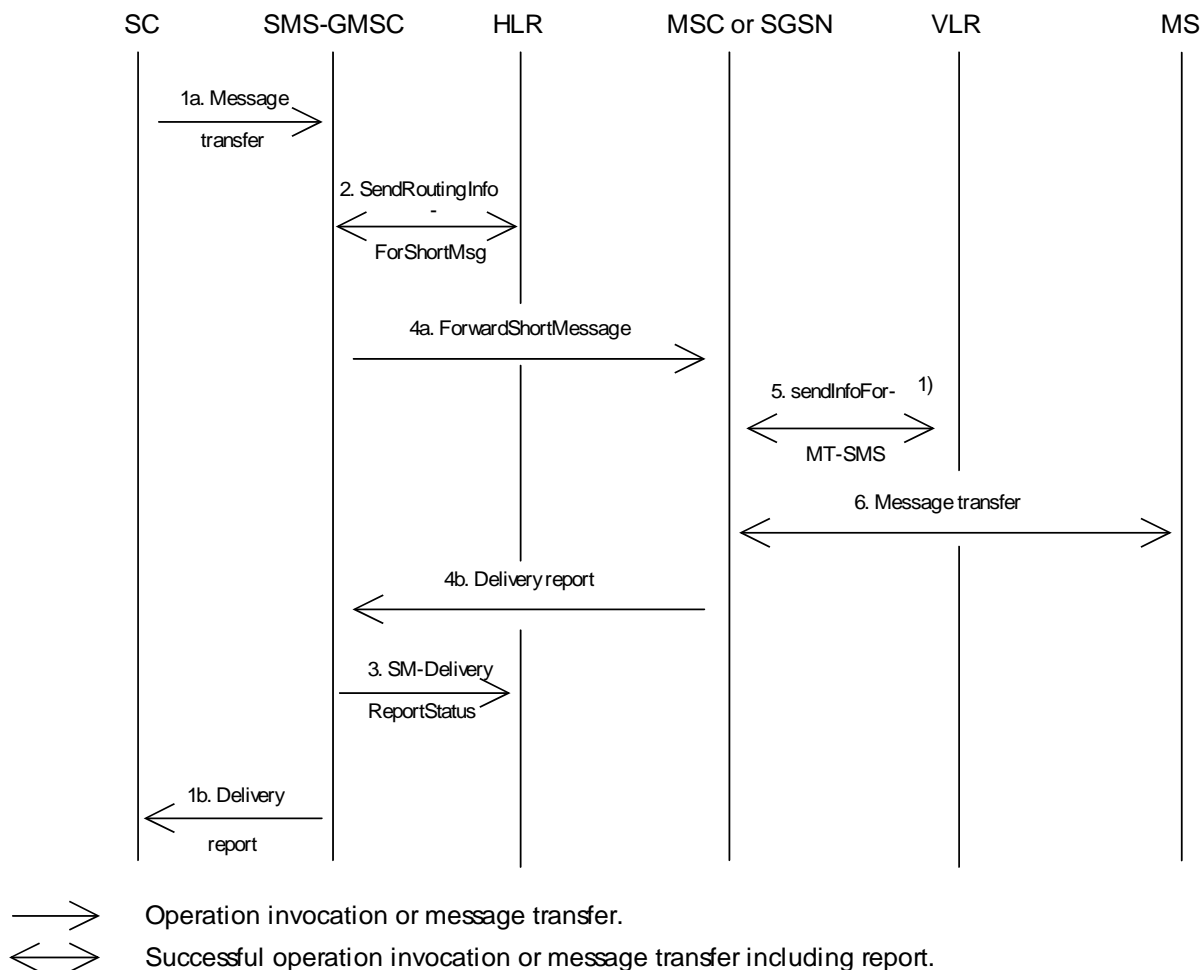 SC SMS-GMSC HLR MSC or SGSN VLR MS
1a. Message
transfer
2. SendRoutingInfo
-
ForShortMsg
4a. ForwardShortMessage
5. sendInfoFor- 1)
MT-SMS
6. Message transfer
4b. Delivery report
3. SM-Delivery
ReportStatus
1b. Delivery
report
Operation invocation or message transfer.
Successful operation invocation or message transfer including report.